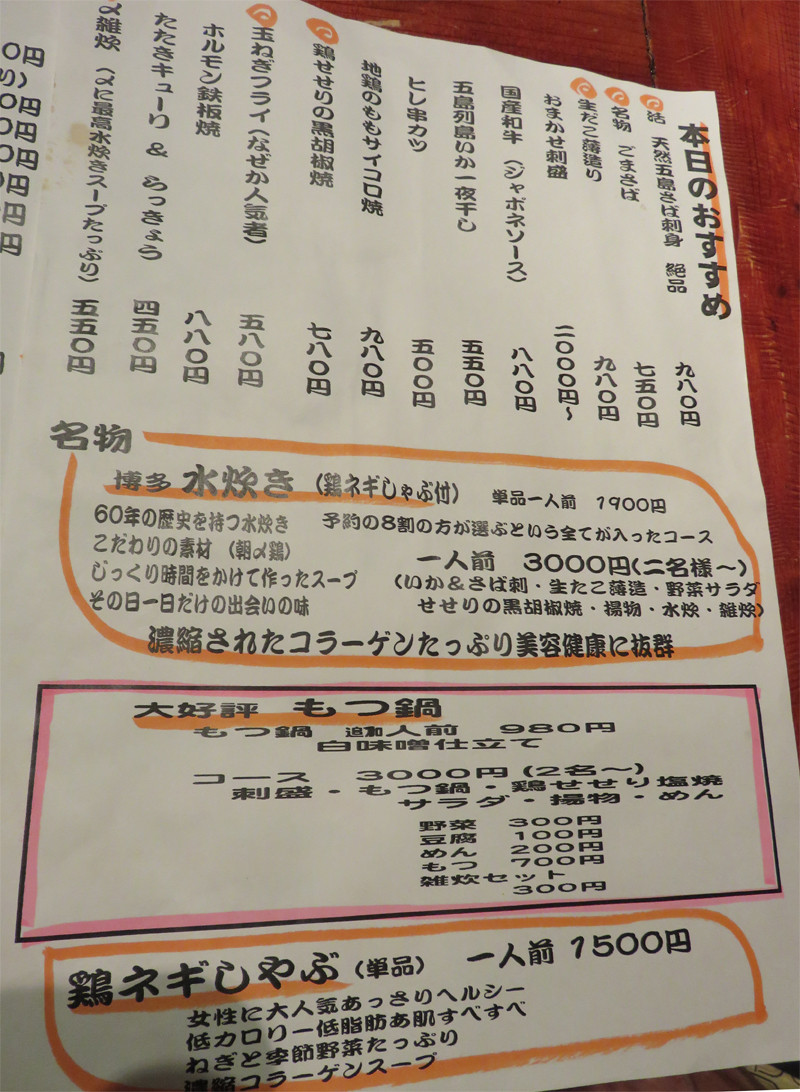 本日のおすすめ
活 天然五島さば刺身 絶品 九八〇円
名物 ごまさば 七五〇円
生たこ薄造り 九八〇円
おまかせ刺盛 二〇〇〇円〜
国産和牛(ジャポネソース) 八八〇円
五島列島いか一夜干し 五五〇円
ヒレ串カツ 五〇〇円
地鶏のももサイコロ焼 九八〇円
鶏せせりの黒胡椒焼 七八〇円
玉ねぎフライ(なぜか人気者) 五八〇円
ホルモン鉄板焼 八八〇円
たたきキューり & らっきょう 四五〇円
〆雑炊 (〆に最高水炊きスープたっぷり) 五五〇円
名物
博多 水炊き (鶏ネギしゃぶ付) 単品一人前 1900円
60年の歴史を持つ水炊き
こだわりの素材 (朝〆鶏)
じっくり時間をかけて作ったスープ
その日一日だけの出会いの味
予約の8割の方が選ぶという全てが入ったコース
一人前 3000円(二名様〜)
(いか&さば刺・生たこ薄造・野菜サラダ
せせりの黒胡椒焼・揚物・水炊・雑炊)
濃縮されたコラーゲンたっぷり美容健康に抜群
大好評 もつ鍋
もつ鍋 追加人前 980円
白味噌仕立て
コース 3000円(2名〜)
刺盛・もつ鍋・鶏せせり塩焼
サラダ・揚物・めん
野菜 300円
豆腐 100円
めん 200円
もつ 700円
雑炊セット
300円
鶏ネギしゃぶ(単品) 一人前 1500円
女性に大人気あっさりヘルシー
低カロリー低脂肪お肌すべすべ
ねぎと季節野菜たっぷり
濃縮コラーゲンスープ